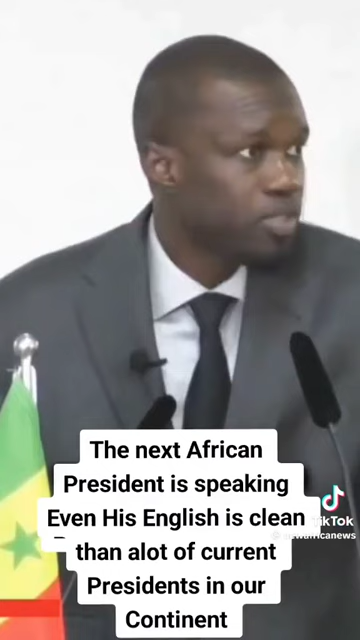 The next African
President is speaking
Even His English is clean
than alot of current
Presidents in our
Continent
TikTok